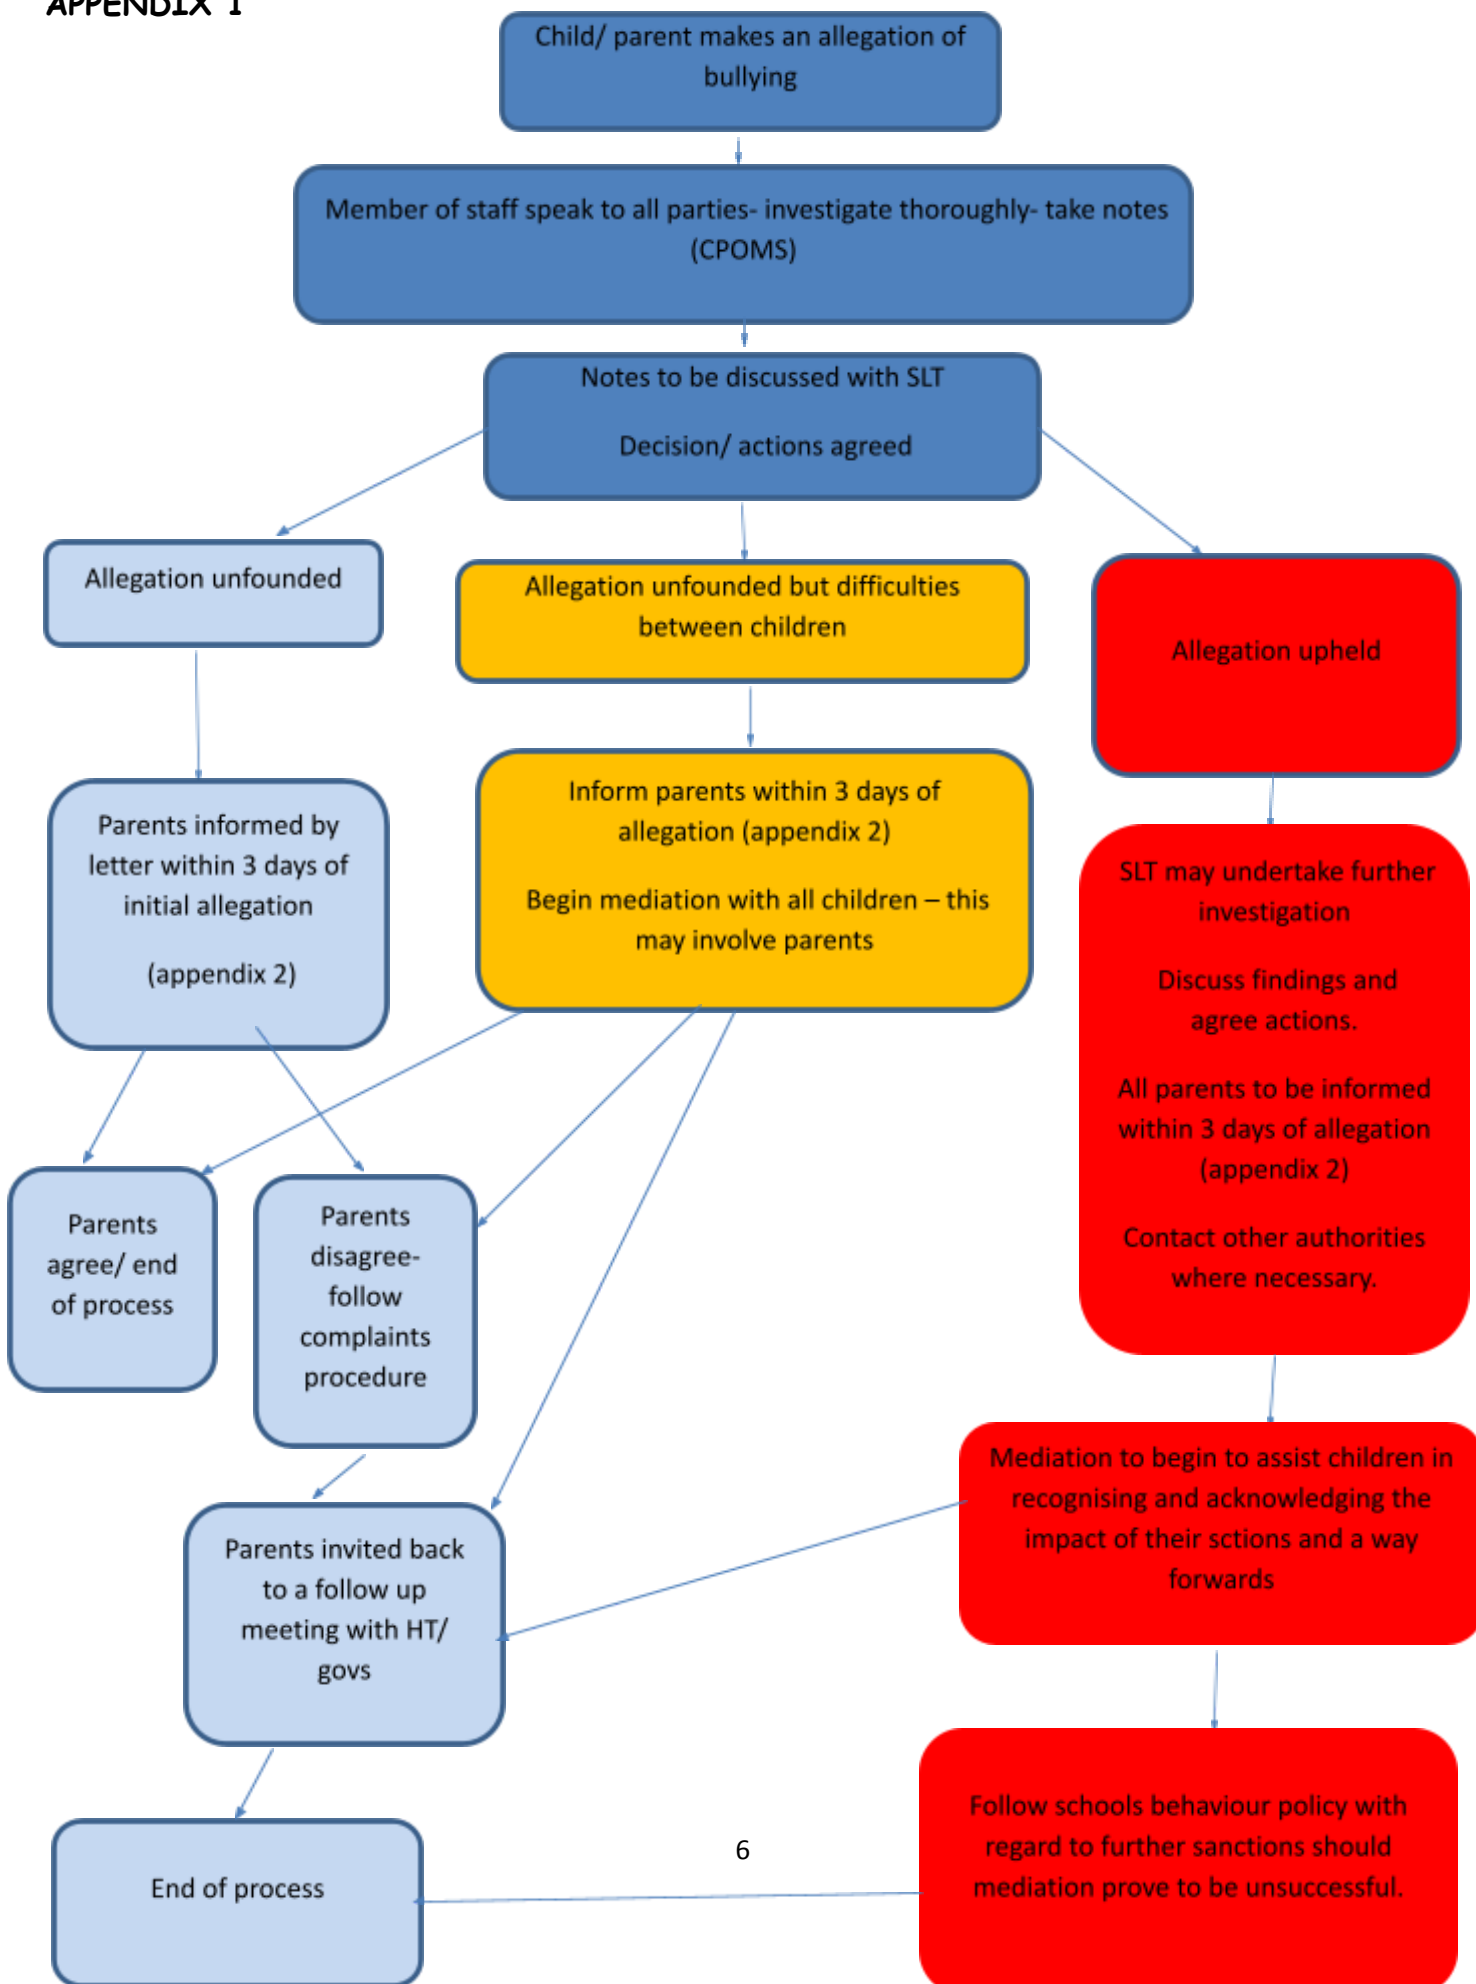 APPENDIX 1
Child/ parent makes an allegation of
bullying
Member of staff speak to all parties- investigate thoroughly- take notes
(CPOMS)
Notes to be discussed with SLT
Decision/ actions agreed
Allegation unfounded
Allegation unfounded but difficulties
between children
Allegation upheld
Parents informed by
letter within 3 days of
initial allegation
(appendix 2)
Inform parents within 3 days of
allegation (appendix 2)
Begin mediation with all children – this
may involve parents
SLT may undertake further
investigation
Discuss findings and
agree actions.
All parents to be informed
within 3 days of allegation
(appendix 2)
Contact other authorities
where necessary.
Parents
agree/ end
of process
Parents
disagree-
follow
complaints
procedure
Mediation to begin to assist children in
recognising and acknowledging the
impact of their sctions and a way
forwards
Parents invited back
to a follow up
meeting with HT/
govs
Follow schools behaviour policy with
regard to further sanctions should
mediation prove to be unsuccessful.
End of process
6